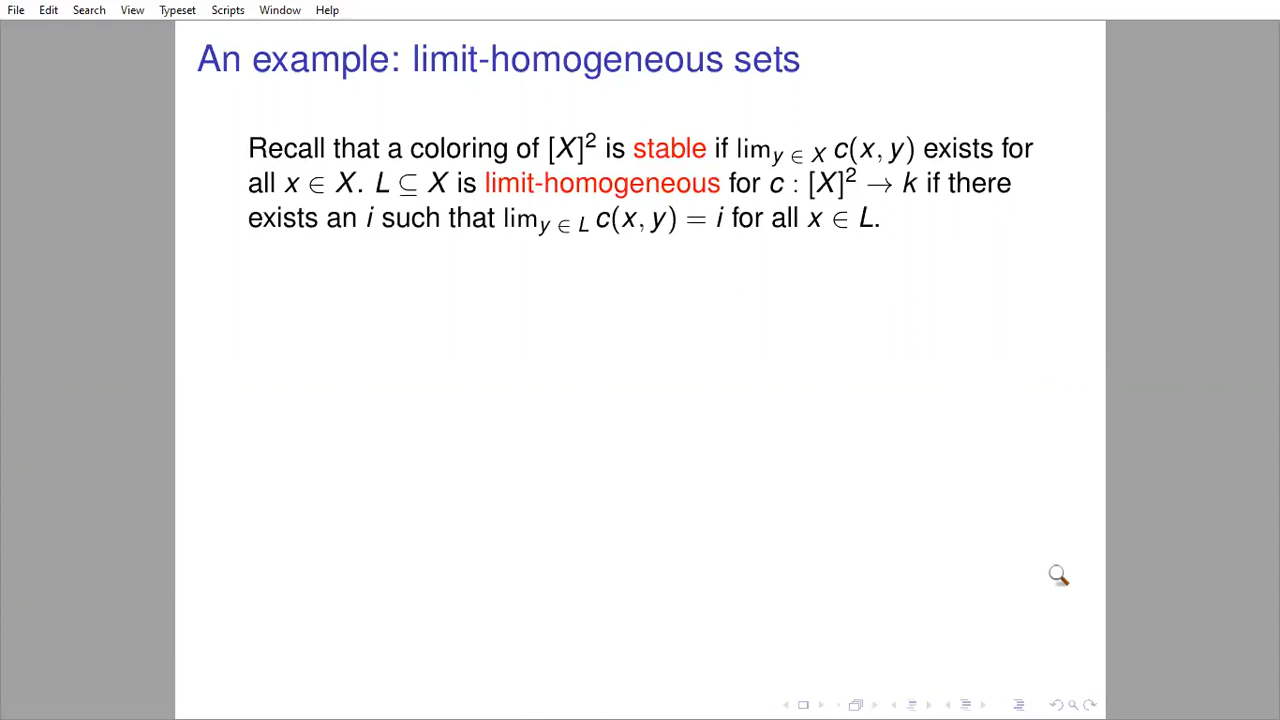 File Edit Search View Typeset Scripts Window Help
An example: limit-homogeneous sets
Recall that a coloring of [X]² is stable if lim_{y ∈ X} c(x, y) exists for
all x ∈ X. L ⊆ X is limit-homogeneous for c : [X]² → k if there
exists an i such that lim_{y ∈ L} c(x, y) = i for all x ∈ L.